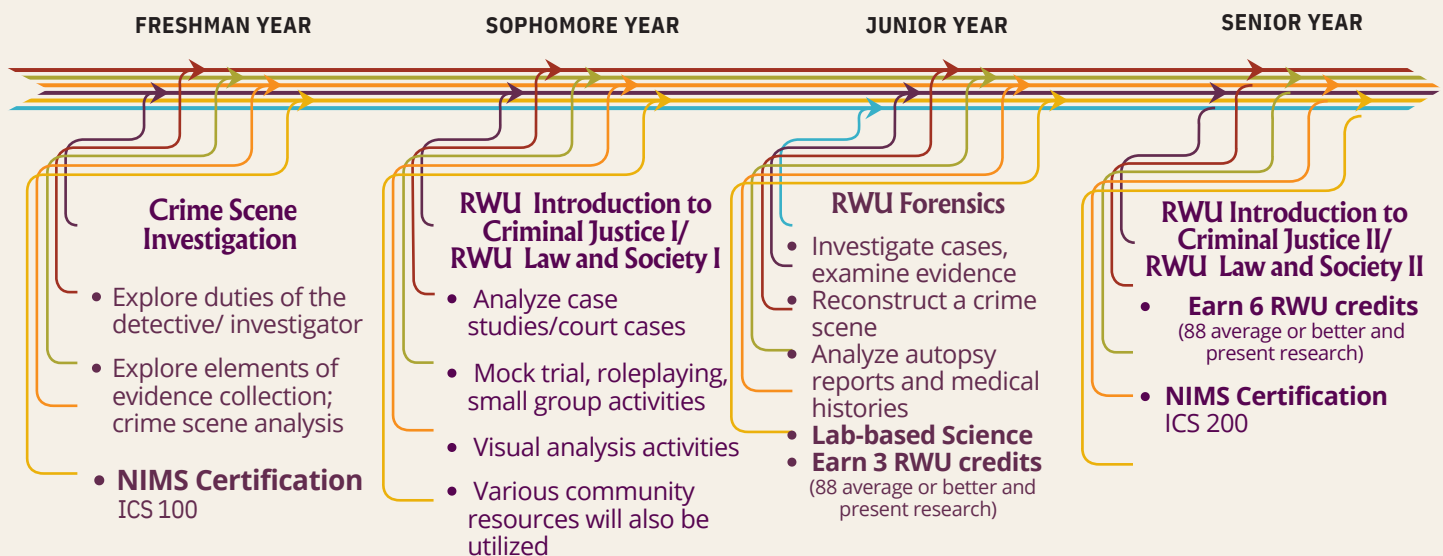 FRESHMAN YEAR
SOPHOMORE YEAR
JUNIOR YEAR
SENIOR YEAR
Crime Scene
Investigation
• Explore duties of the
detective/ investigator
• Explore elements of
evidence collection;
crime scene analysis
• NIMS Certification
ICS 100
RWU Introduction to
Criminal Justice I/
RWU Law and Society I
• Analyze case
studies/court cases
• Mock trial, roleplaying,
small group activities
• Visual analysis activities
• Various community
resources will also be
utilized
RWU Forensics
• Investigate cases,
examine evidence
• Reconstruct a crime
scene
• Analyze autopsy
reports and medical
histories
• Lab-based Science
• Earn 3 RWU credits
(88 average or better and
present research)
RWU Introduction to
Criminal Justice II/
RWU Law and Society II
• Earn 6 RWU credits
(88 average or better and
present research)
• NIMS Certification
ICS 200